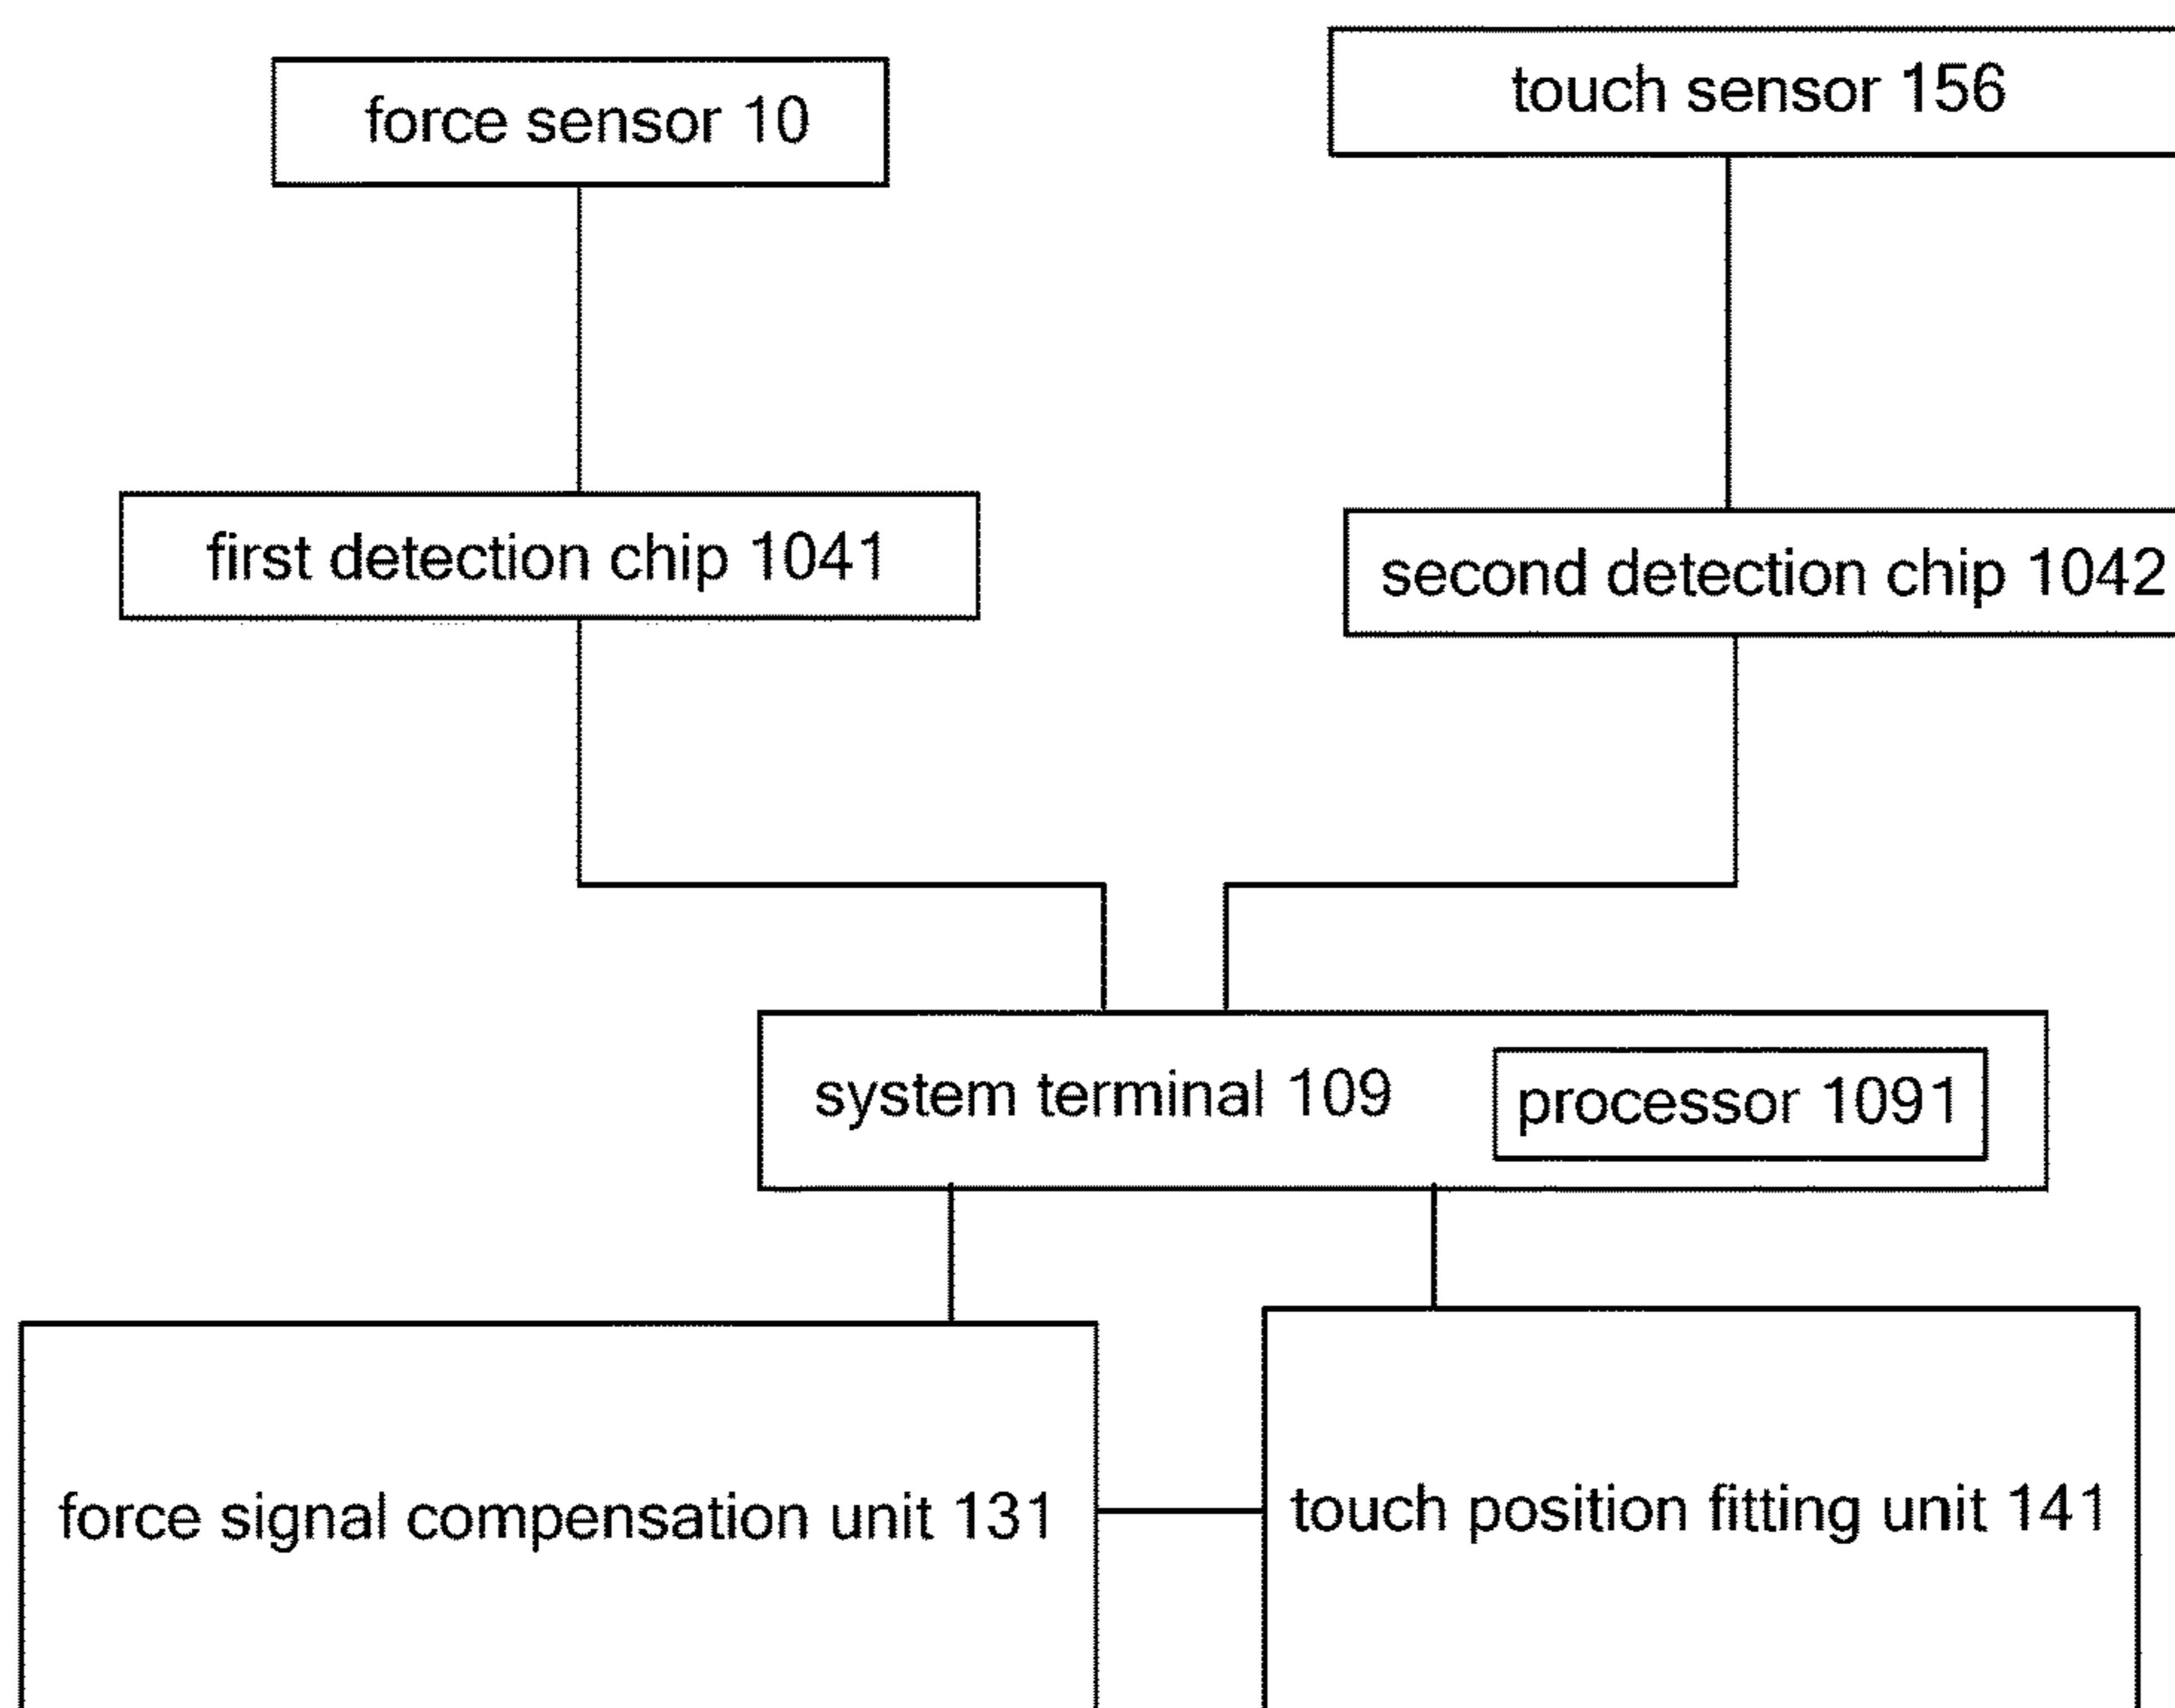 force sensor 10
touch sensor 156
first detection chip 1041
second detection chip 1042
system terminal 109
processor 1091
force signal compensation unit 131
touch position fitting unit 141